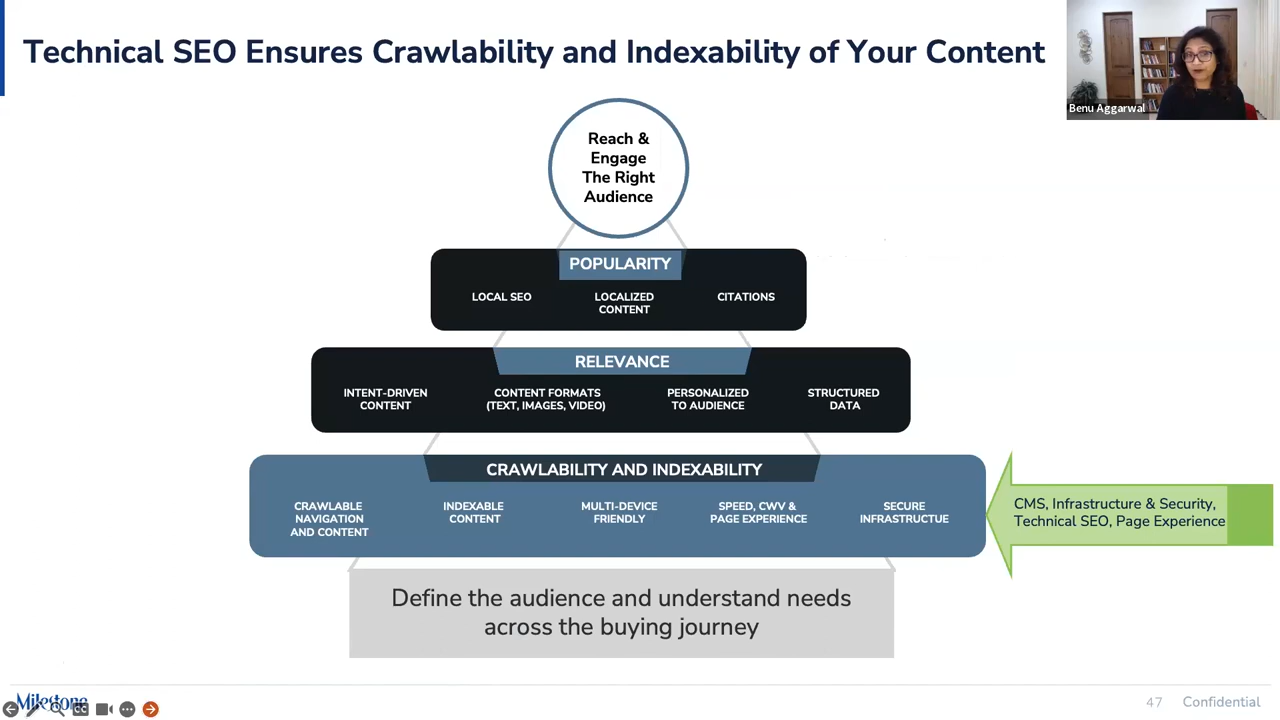 Technical SEO Ensures Crawlability and Indexability of Your Content
Benu Aggarwal
Reach &
Engage
The Right
Audience
POPULARITY
LOCAL SEO
LOCALIZED
CONTENT
CITATIONS
RELEVANCE
INTENT-DRIVEN
CONTENT
CONTENT FORMATS
(TEXT, IMAGES, VIDEO)
PERSONALIZED
TO AUDIENCE
STRUCTURED
DATA
CRAWLABILITY AND INDEXABILITY
CRAWLABLE
NAVIGATION
AND CONTENT
INDEXABLE
CONTENT
MULTI-DEVICE
FRIENDLY
SPEED, CWV &
PAGE EXPERIENCE
SECURE
INFRASTRUCTUE
CMS, Infrastructure & Security,
Technical SEO, Page Experience
Define the audience and understand needs
across the buying journey
Milestone
CC
47
Confidential